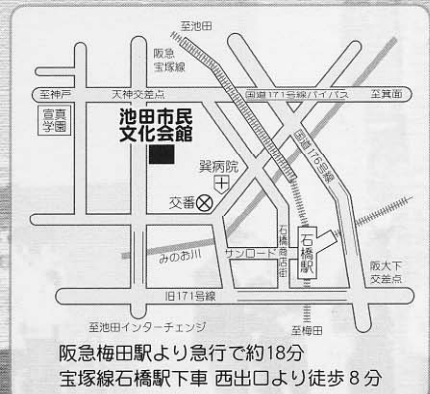 至池田
阪急
宝塚線
至神戸
天神交差点
国道171号線バイパス
至箕面
宣真
学園
池田市民
文化会館
国道176号線
巽病院
交番
石橋駅
石橋商店街
サンロード
みのお川
阪大下
交差点
旧171号線
至池田インターチェンジ
至梅田
阪急梅田駅より急行で約18分
宝塚線石橋駅下車 西出口より徒歩8分